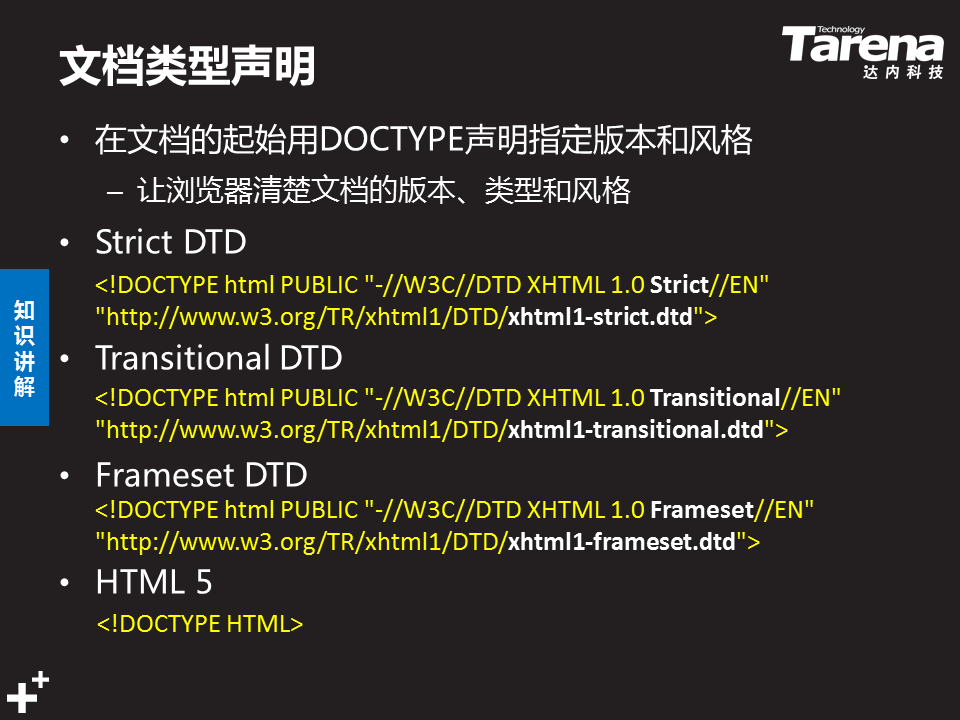 文档类型声明
Technology
Tarena
达内科技
• 在文档的起始用DOCTYPE声明指定版本和风格
– 让浏览器清楚文档的版本、类型和风格
• Strict DTD
<!DOCTYPE html PUBLIC "-//W3C//DTD XHTML 1.0 Strict//EN"
"http://www.w3.org/TR/xhtml1/DTD/xhtml1-strict.dtd">
• Transitional DTD
<!DOCTYPE html PUBLIC "-//W3C//DTD XHTML 1.0 Transitional//EN"
"http://www.w3.org/TR/xhtml1/DTD/xhtml1-transitional.dtd">
• Frameset DTD
<!DOCTYPE html PUBLIC "-//W3C//DTD XHTML 1.0 Frameset//EN"
"http://www.w3.org/TR/xhtml1/DTD/xhtml1-frameset.dtd">
• HTML 5
<!DOCTYPE HTML>
知识讲解